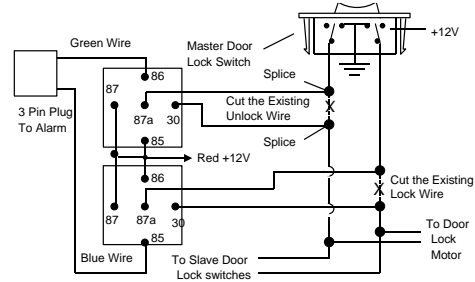 Green Wire
Master Door
Lock Switch
+12V
Splice
86
87
3 Pin Plug
To Alarm
87a
30
Cut the Existing
Unlock Wire
X
85
Splice
Red +12V
86
X
Cut the Existing
Lock Wire
87
87a
30
To Door
Lock
Motor
85
Blue Wire
To Slave Door
Lock switches